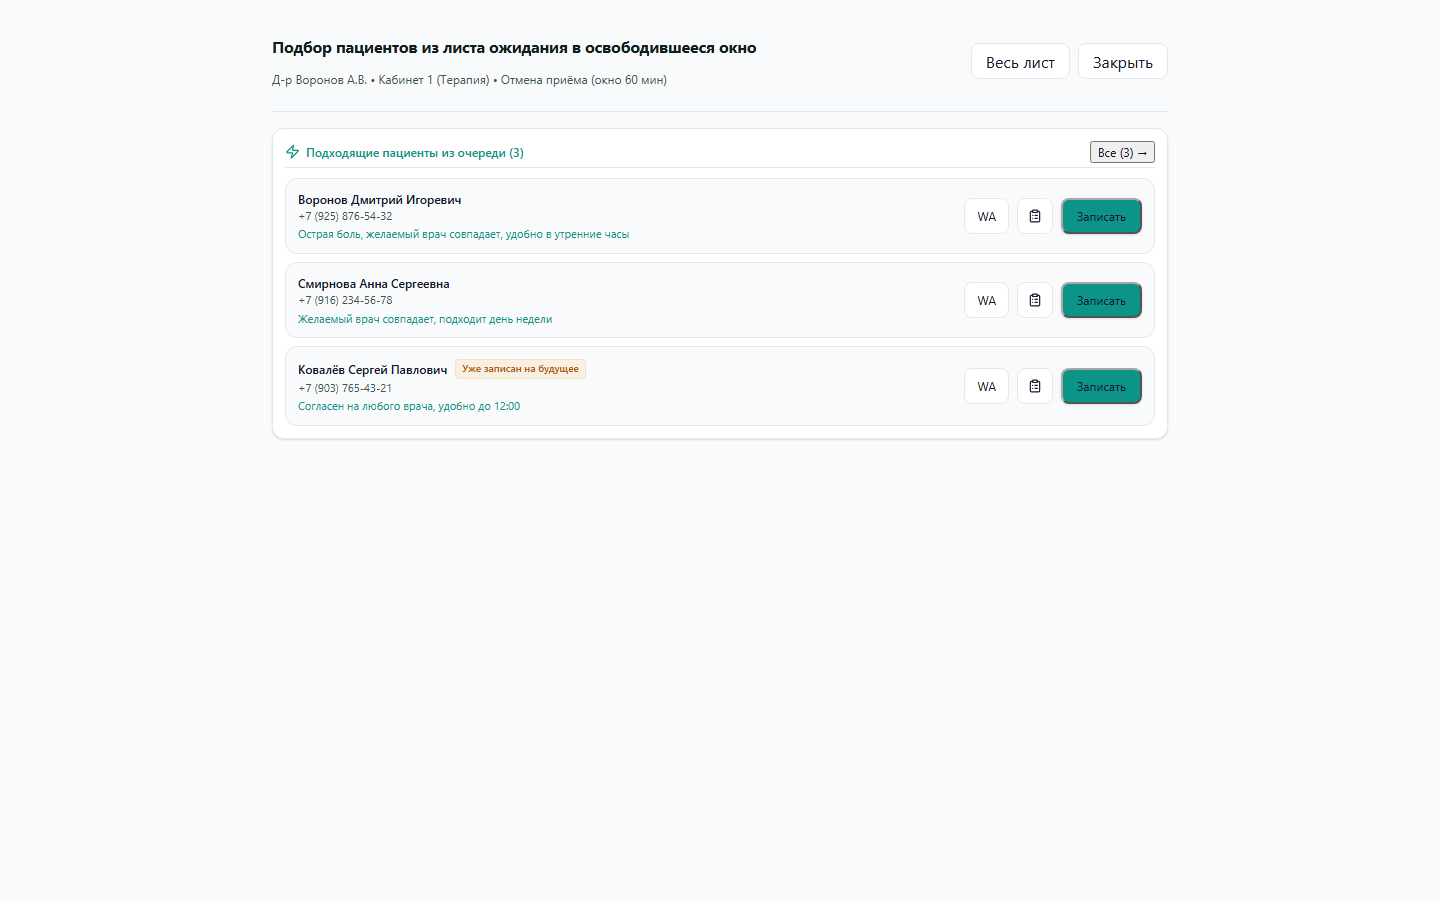 Подбор пациентов из листа ожидания в освободившееся окно
Д-р Воронов А.В. • Кабинет 1 (Терапия) • Отмена приёма (окно 60 мин)
Весь лист
Закрыть
Подходящие пациенты из очереди (3)
Все (3) →
Воронов Дмитрий Игоревич
+7 (925) 876-54-32
Острая боль, желаемый врач совпадает, удобно в утренние часы
WA
Записать
Смирнова Анна Сергеевна
+7 (916) 234-56-78
Желаемый врач совпадает, подходит день недели
WA
Записать
Ковалёв Сергей Павлович
Уже записан на будущее
+7 (903) 765-43-21
Согласен на любого врача, удобно до 12:00
WA
Записать